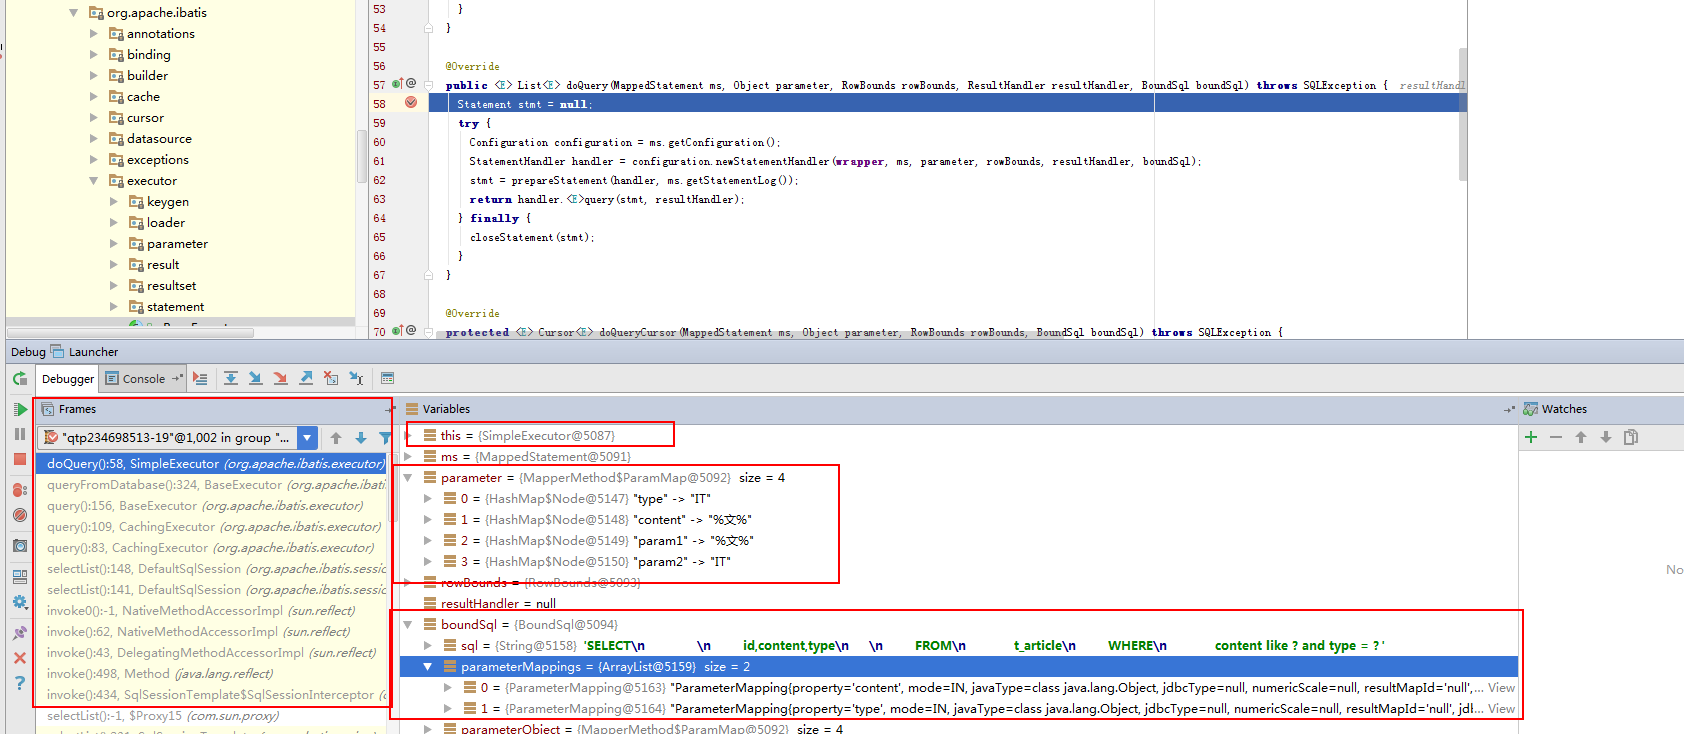 org.apache.ibatis
annotations
binding
builder
cache
cursor
datasource
exceptions
executor
keygen
loader
parameter
result
resultset
statement
53 }
54 }
55
56 @Override
57 public <E> List<E> doQuery(MappedStatement ms, Object parameter, RowBounds rowBounds, ResultHandler resultHandler, BoundSql boundSql) throws SQLException { resultHandl
58 Statement stmt = null;
59 try {
60 Configuration configuration = ms.getConfiguration();
61 StatementHandler handler = configuration.newStatementHandler(wrapper, ms, parameter, rowBounds, resultHandler, boundSql);
62 stmt = prepareStatement(handler, ms.getStatementLog());
63 return handler.<E>query(stmt, resultHandler);
64 } finally {
65 closeStatement(stmt);
66 }
67 }
68
69 @Override
70 protected <E> Cursor<E> doQueryCursor(MappedStatement ms, Object parameter, RowBounds rowBounds, BoundSql boundSql) throws SQLException {
Debug Launcher
Debugger Console
Frames
"qtp234698513-19"@1,002 in group "...
doQuery():58, SimpleExecutor (org.apache.ibatis.executor)
queryFromDatabase():324, BaseExecutor (org.apache.ibatis
query():156, BaseExecutor (org.apache.ibatis.executor)
query():109, CachingExecutor (org.apache.ibatis.executor)
query():83, CachingExecutor (org.apache.ibatis.executor)
selectList():148, DefaultSqlSession (org.apache.ibatis.sessio
selectList():141, DefaultSqlSession (org.apache.ibatis.sessio
invoke0():-1, NativeMethodAccessorImpl (sun.reflect)
invoke():62, NativeMethodAccessorImpl (sun.reflect)
invoke():43, DelegatingMethodAccessorImpl (sun.reflect)
invoke():498, Method (java.lang.reflect)
invoke():434, SqlSessionTemplate$SqlSessionInterceptor (o
selectList():-1, $Proxy15 (com.sun.proxy)
Variables
this = {SimpleExecutor@5087}
ms = {MappedStatement@5091}
parameter = {MapperMethod$ParamMap@5092} size = 4
0 = {HashMap$Node@5147} "type" -> "IT"
1 = {HashMap$Node@5148} "content" -> "%文%"
2 = {HashMap$Node@5149} "param1" -> "%文%"
3 = {HashMap$Node@5150} "param2" -> "IT"
rowBounds = {RowBounds@5093}
resultHandler = null
boundSql = {BoundSql@5094}
sql = {String@5158} 'SELECT\n \n id,content,type\n \n FROM\n t_article\n WHERE\n content like ? and type = ?'
parameterMappings = {ArrayList@5159} size = 2
0 = {ParameterMapping@5163} "ParameterMapping{property='content', mode=IN, javaType=class java.lang.Object, jdbcType=null, numericScale=null, resultMapId='null',... View
1 = {ParameterMapping@5164} "ParameterMapping{property='type', mode=IN, javaType=class java.lang.Object, jdbcType=null, numericScale=null, resultMapId='null', jd... View
parameterObject = {MapperMethod$ParamMap@5092} size = 4
Watches
No